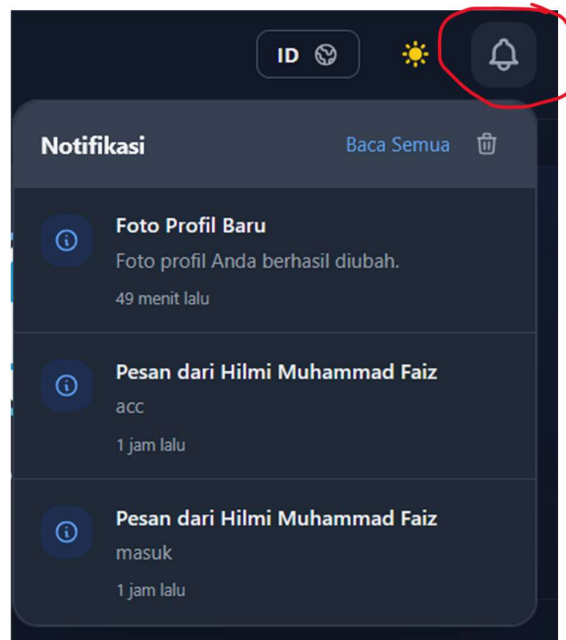 ID
Notifikasi
Baca Semua
Foto Profil Baru
Foto profil Anda berhasil diubah.
49 menit lalu
Pesan dari Hilmi Muhammad Faiz
acc
1 jam lalu
Pesan dari Hilmi Muhammad Faiz
masuk
1 jam lalu